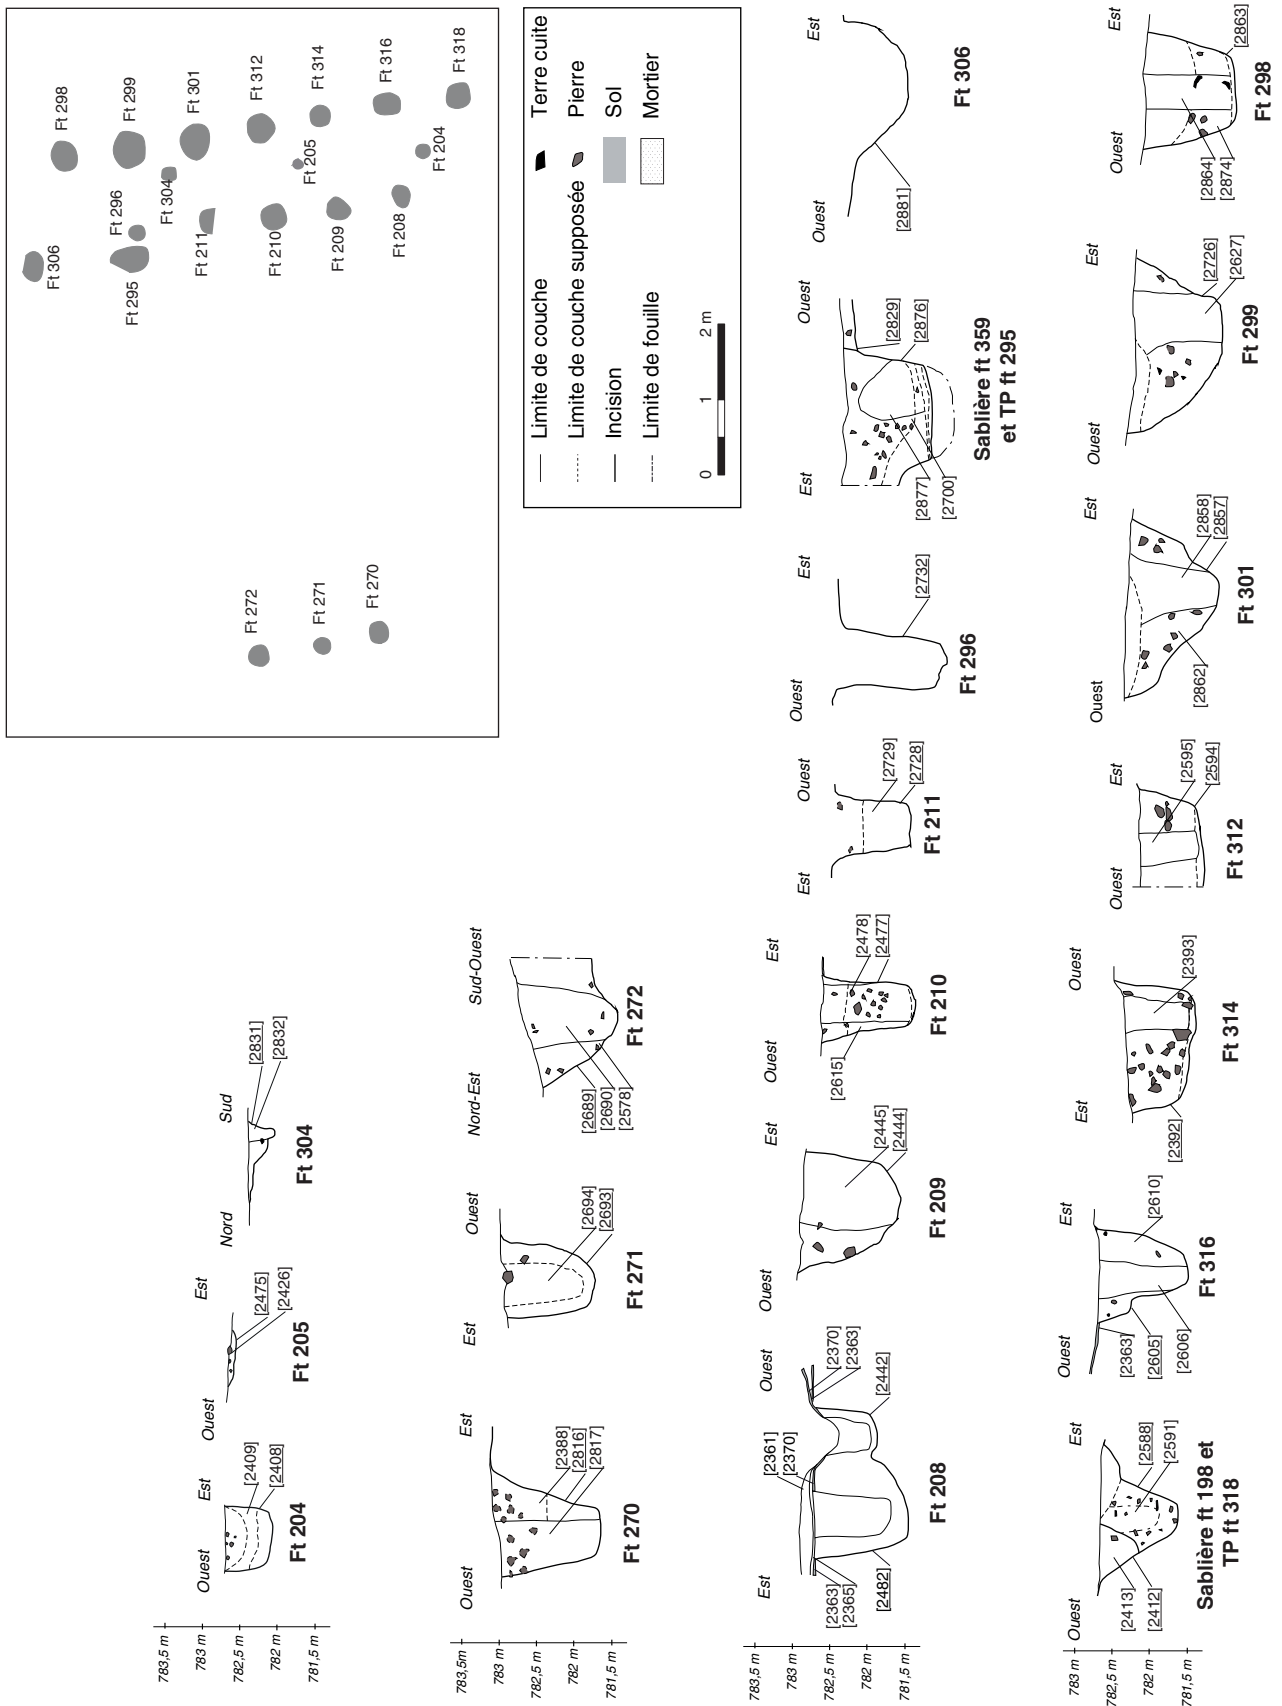 783,5 m
783 m
782,5 m
782 m
781,5 m
Ouest
Est
[2409]
[2408]
Ft 204
Ouest
Est
[2475]
[2426]
Ft 205
Nord
Sud
[2831]
[2832]
Ft 304
783,5m
783 m
782,5 m
782 m
781,5 m
Ouest
Est
[2388]
[2816]
[2817]
Ft 270
Est
Ouest
[2694]
[2693]
Ft 271
Nord-Est
Sud-Ouest
[2689]
[2690]
[2578]
Ft 272
Ft 272
Ft 271
Ft 270
Ft 306
Ft 295
Ft 296
Ft 304
Ft 211
Ft 210
Ft 209
Ft 208
Ft 298
Ft 299
Ft 301
Ft 312
Ft 205
Ft 314
Ft 316
Ft 204
Ft 318
Limite de couche
Limite de couche supposée
Incision
Limite de fouille
Terre cuite
Pierre
Sol
Mortier
0
1
2 m
783,5 m
783 m
782,5 m
782 m
781,5 m
Est
Ouest
[2361]
[2370]
[2370]
[2363]
[2442]
[2363]
[2365]
[2482]
Ft 208
Ouest
Est
[2445]
[2444]
Ft 209
Ouest
Est
[2615]
[2478]
[2477]
Ft 210
Est
Ouest
[2729]
[2728]
Ft 211
Ouest
Est
[2732]
Ft 296
Est
Ouest
[2829]
[2876]
[2877]
[2700]
Sablière ft 359
et TP ft 295
Ouest
Est
[2881]
Ft 306
783 m
782,5 m
782 m
781,5 m
Ouest
Est
[2413]
[2412]
[2588]
[2591]
Sablière ft 198 et
TP ft 318
Ouest
Est
[2363]
[2605]
[2606]
[2610]
Ft 316
Est
Ouest
[2392]
[2393]
Ft 314
Ouest
Est
[2595]
[2594]
Ft 312
Ouest
Est
[2862]
[2858]
[2857]
Ft 301
Ouest
Est
[2726]
[2627]
Ft 299
Ouest
Est
[2864]
[2874]
[2863]
Ft 298